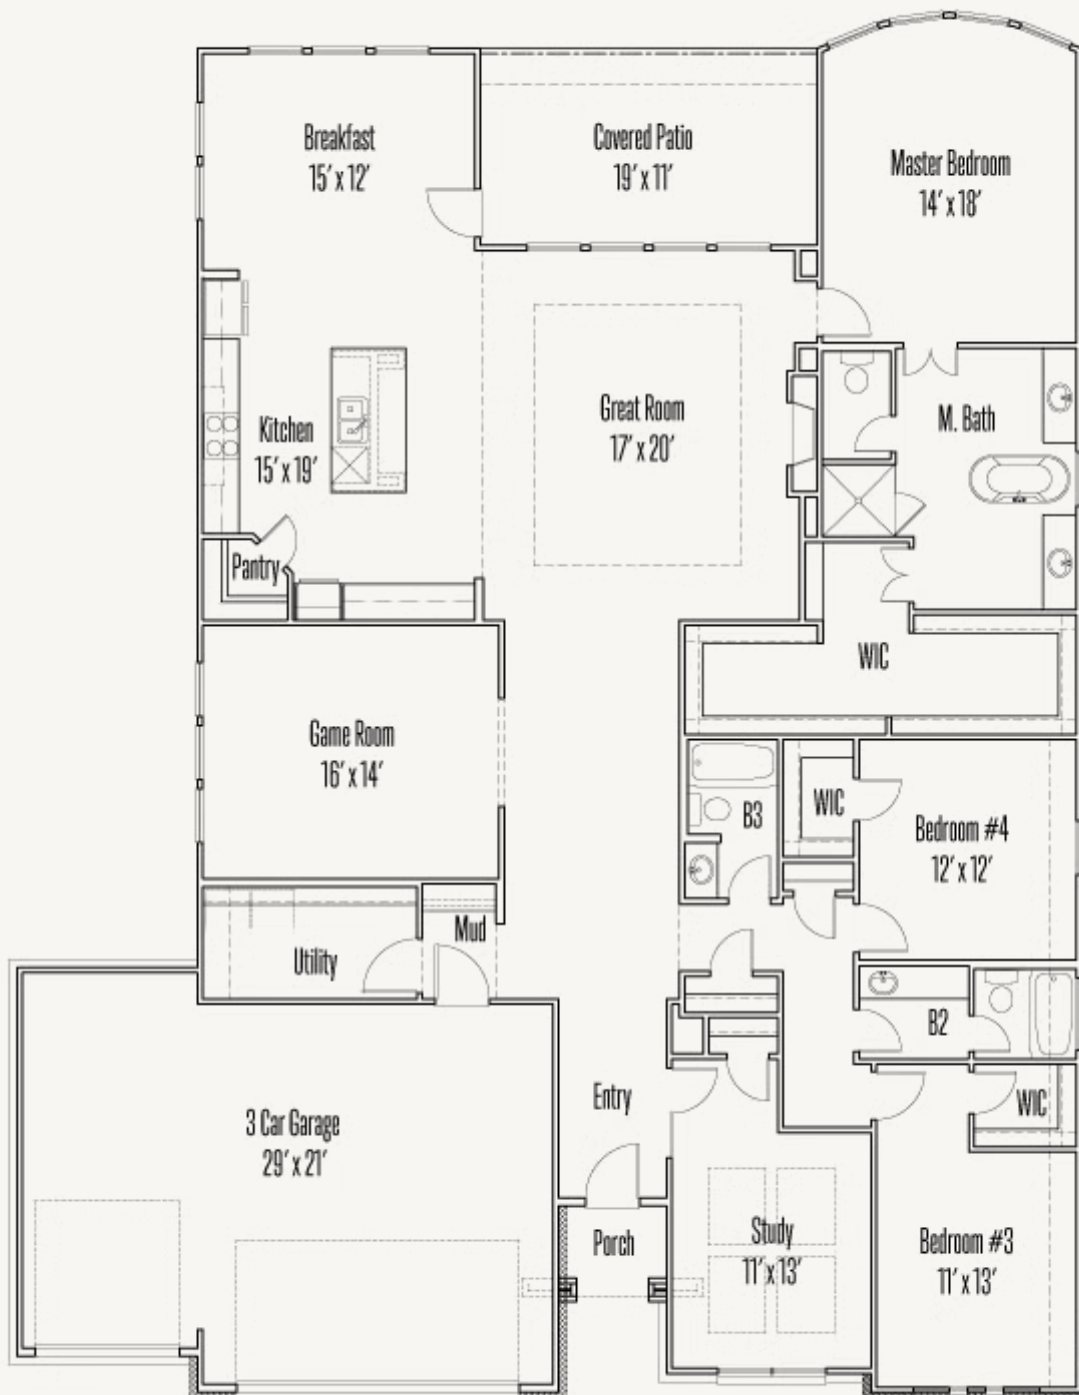 Breakfast
15' x 12'
Covered Patio
19' x 11'
Master Bedroom
14' x 18'
Kitchen
15' x 19'
Great Room
17' x 20'
M. Bath
Pantry
WIC
Game Room
16' x 14'
B3
WIC
Bedroom #4
12' x 12'
Mud
Utility
B2
3 Car Garage
29' x 21'
Entry
WIC
Porch
Study
11' x 13'
Bedroom #3
11' x 13'